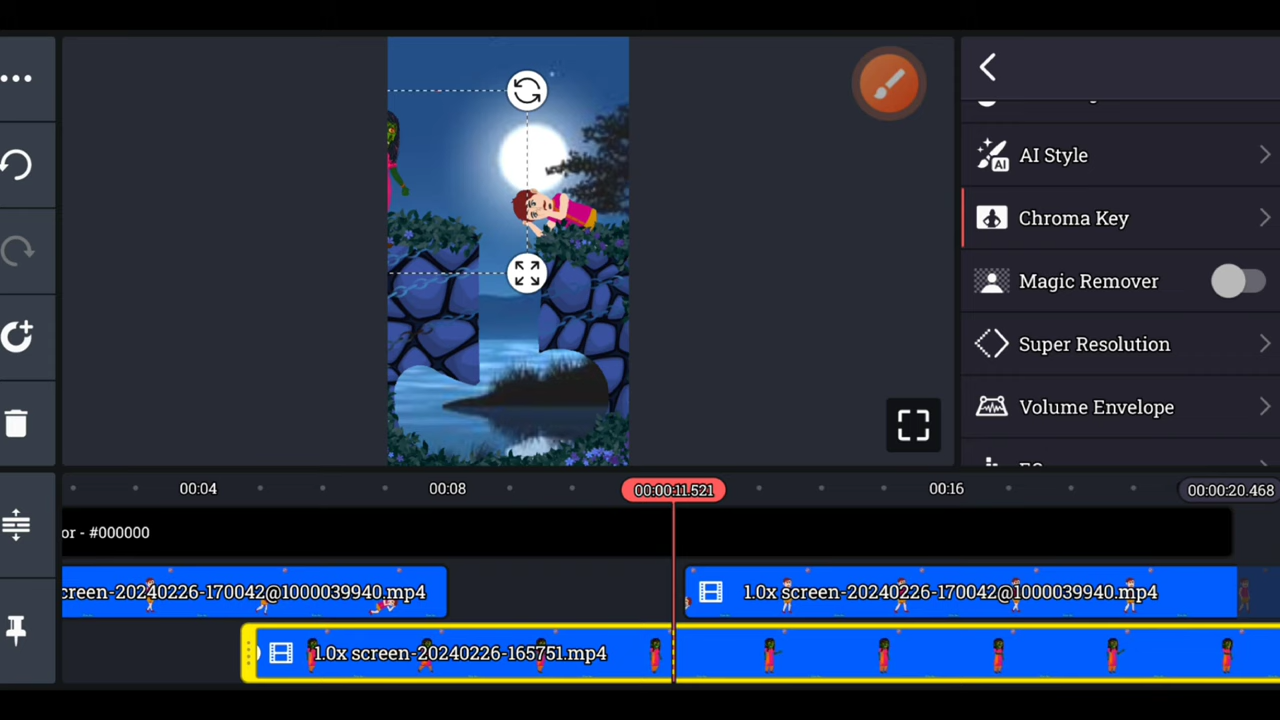 AI Style
AI
Chroma Key
Magic Remover
Super Resolution
Volume Envelope
00:04
00:08
00:00:11.521
00:16
00:00:20.468
or - #000000
creen-20240226-170042@1000039940.mp4
1.0x screen-20240226-170042@1000039940.mp4
1.0x screen-20240226-165751.mp4